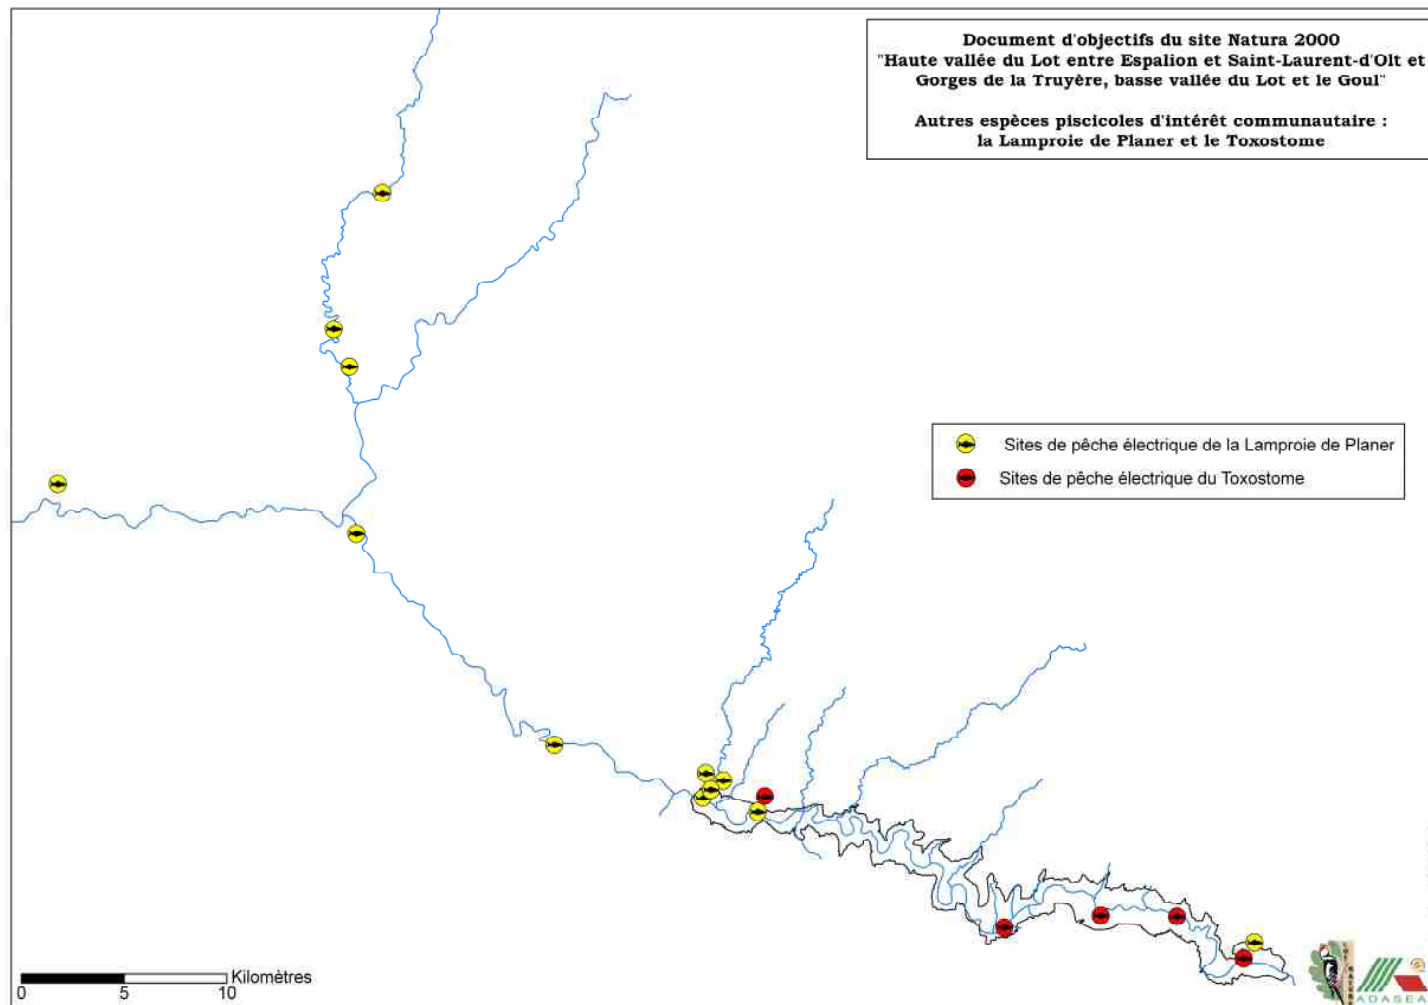 Document d'objectifs du site Natura 2000
"Haute vallée du Lot entre Espalion et Saint-Laurent-d'Olt et
Gorges de la Truyère, basse vallée du Lot et le Goul"
Autres espèces piscicoles d'intérêt communautaire :
la Lamproie de Planer et le Toxostome
Sites de pêche électrique de la Lamproie de Planer
Sites de pêche électrique du Toxostome
Kilomètres
0 5 10
ADASEA